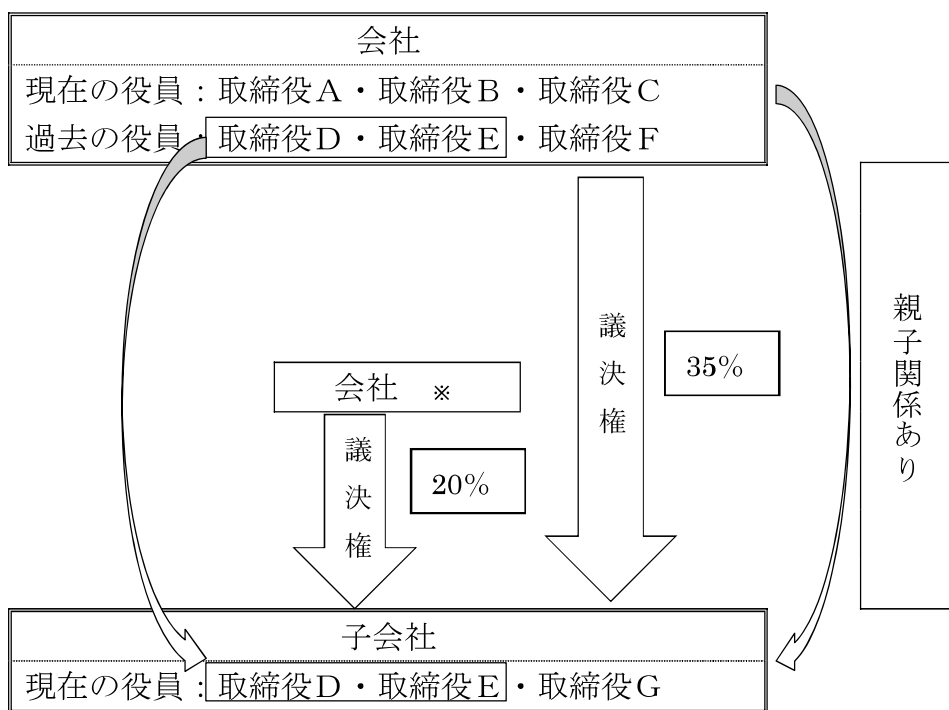 会社
現在の役員：取締役A・取締役B・取締役C
過去の役員：取締役D・取締役E・取締役F
親子関係あり
議決権
35%
会社 ※
議決権
20%
子会社
現在の役員：取締役D・取締役E・取締役G